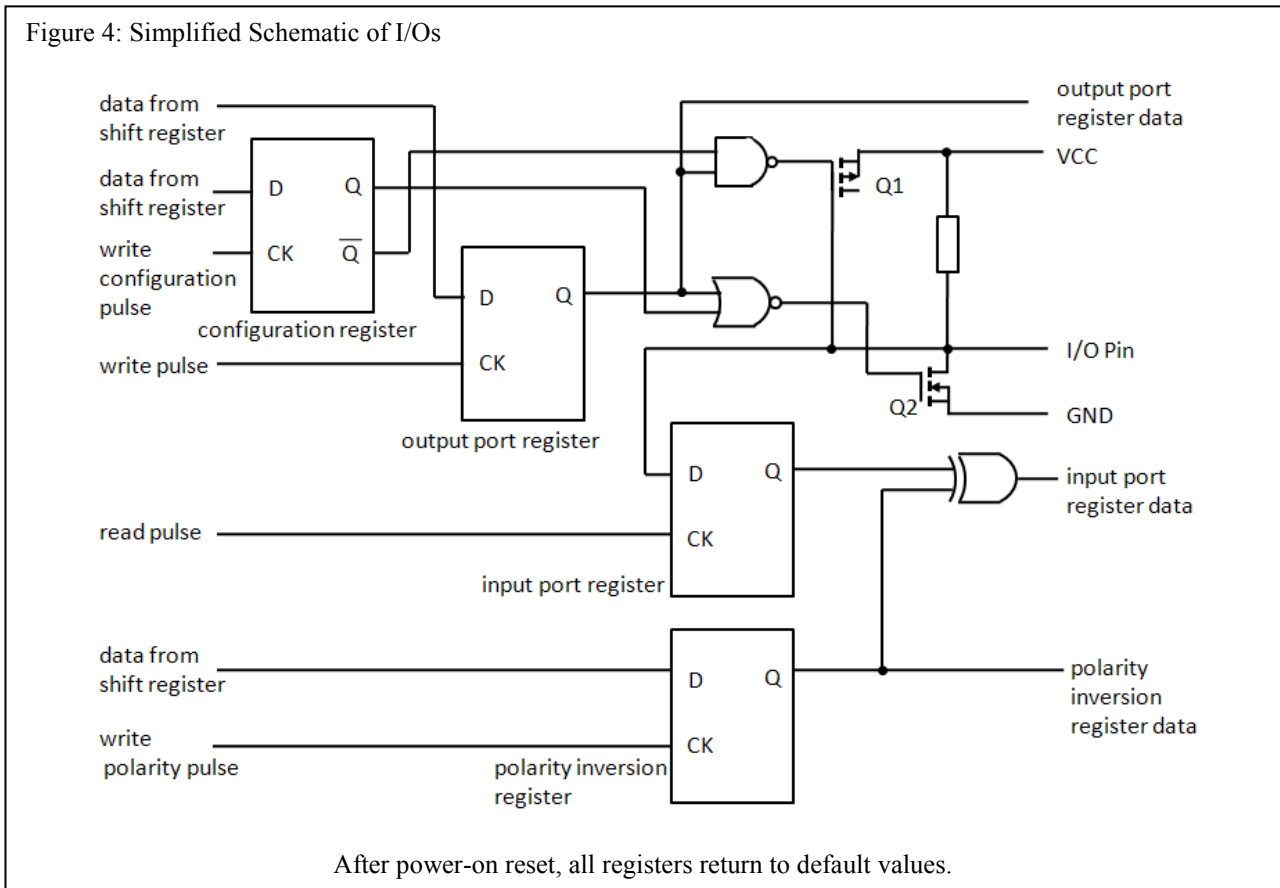 Figure 4: Simplified Schematic of I/Os
data from
shift register
output port
register data
VCC
data from
shift register
D
Q
Q1
write
configuration
pulse
CK
Q
configuration register
D
Q
write pulse
CK
output port register
I/O Pin
Q2
GND
D
Q
input port
register data
read pulse
CK
input port register
data from
shift register
D
Q
polarity
inversion
register data
write
polarity pulse
CK
polarity inversion
register
After power-on reset, all registers return to default values.